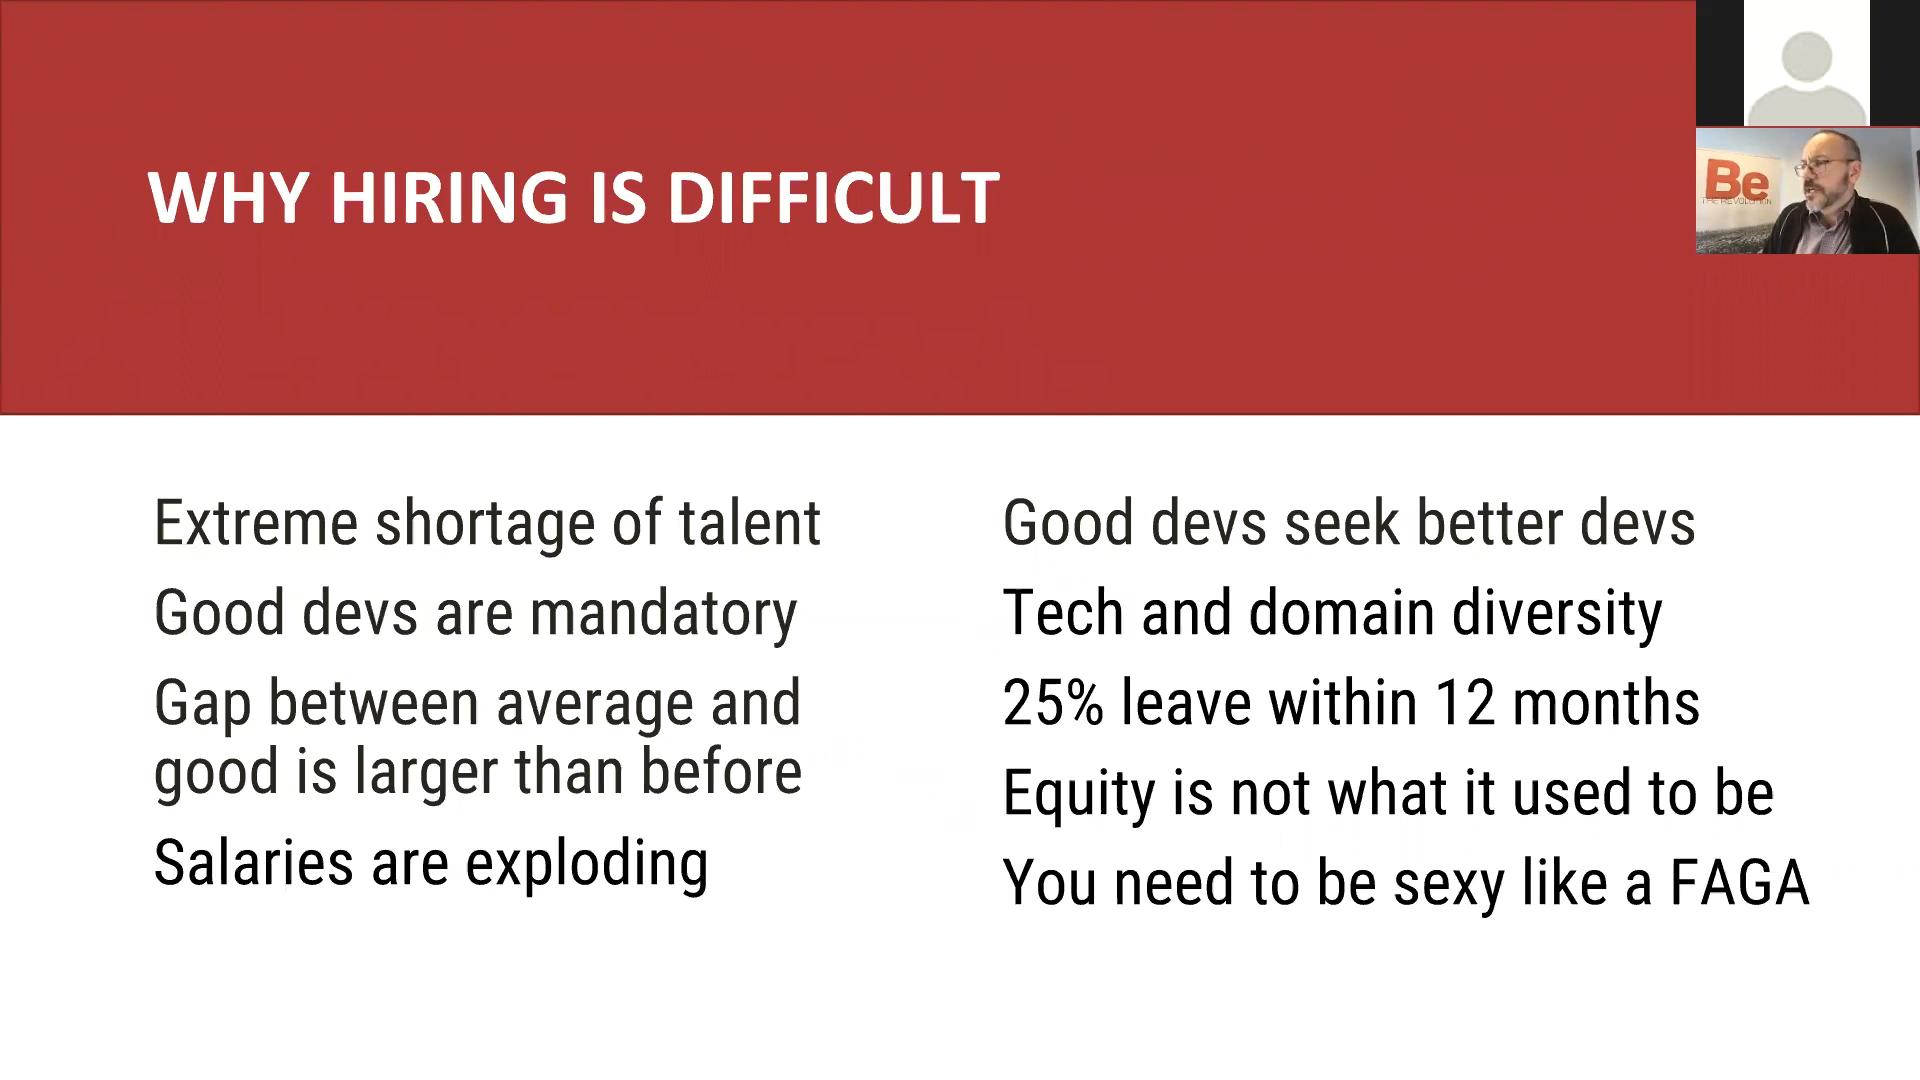 WHY HIRING IS DIFFICULT
Be
THE REVOLUTION
Extreme shortage of talent
Good devs are mandatory
Gap between average and
good is larger than before
Salaries are exploding
Good devs seek better devs
Tech and domain diversity
25% leave within 12 months
Equity is not what it used to be
You need to be sexy like a FAGA